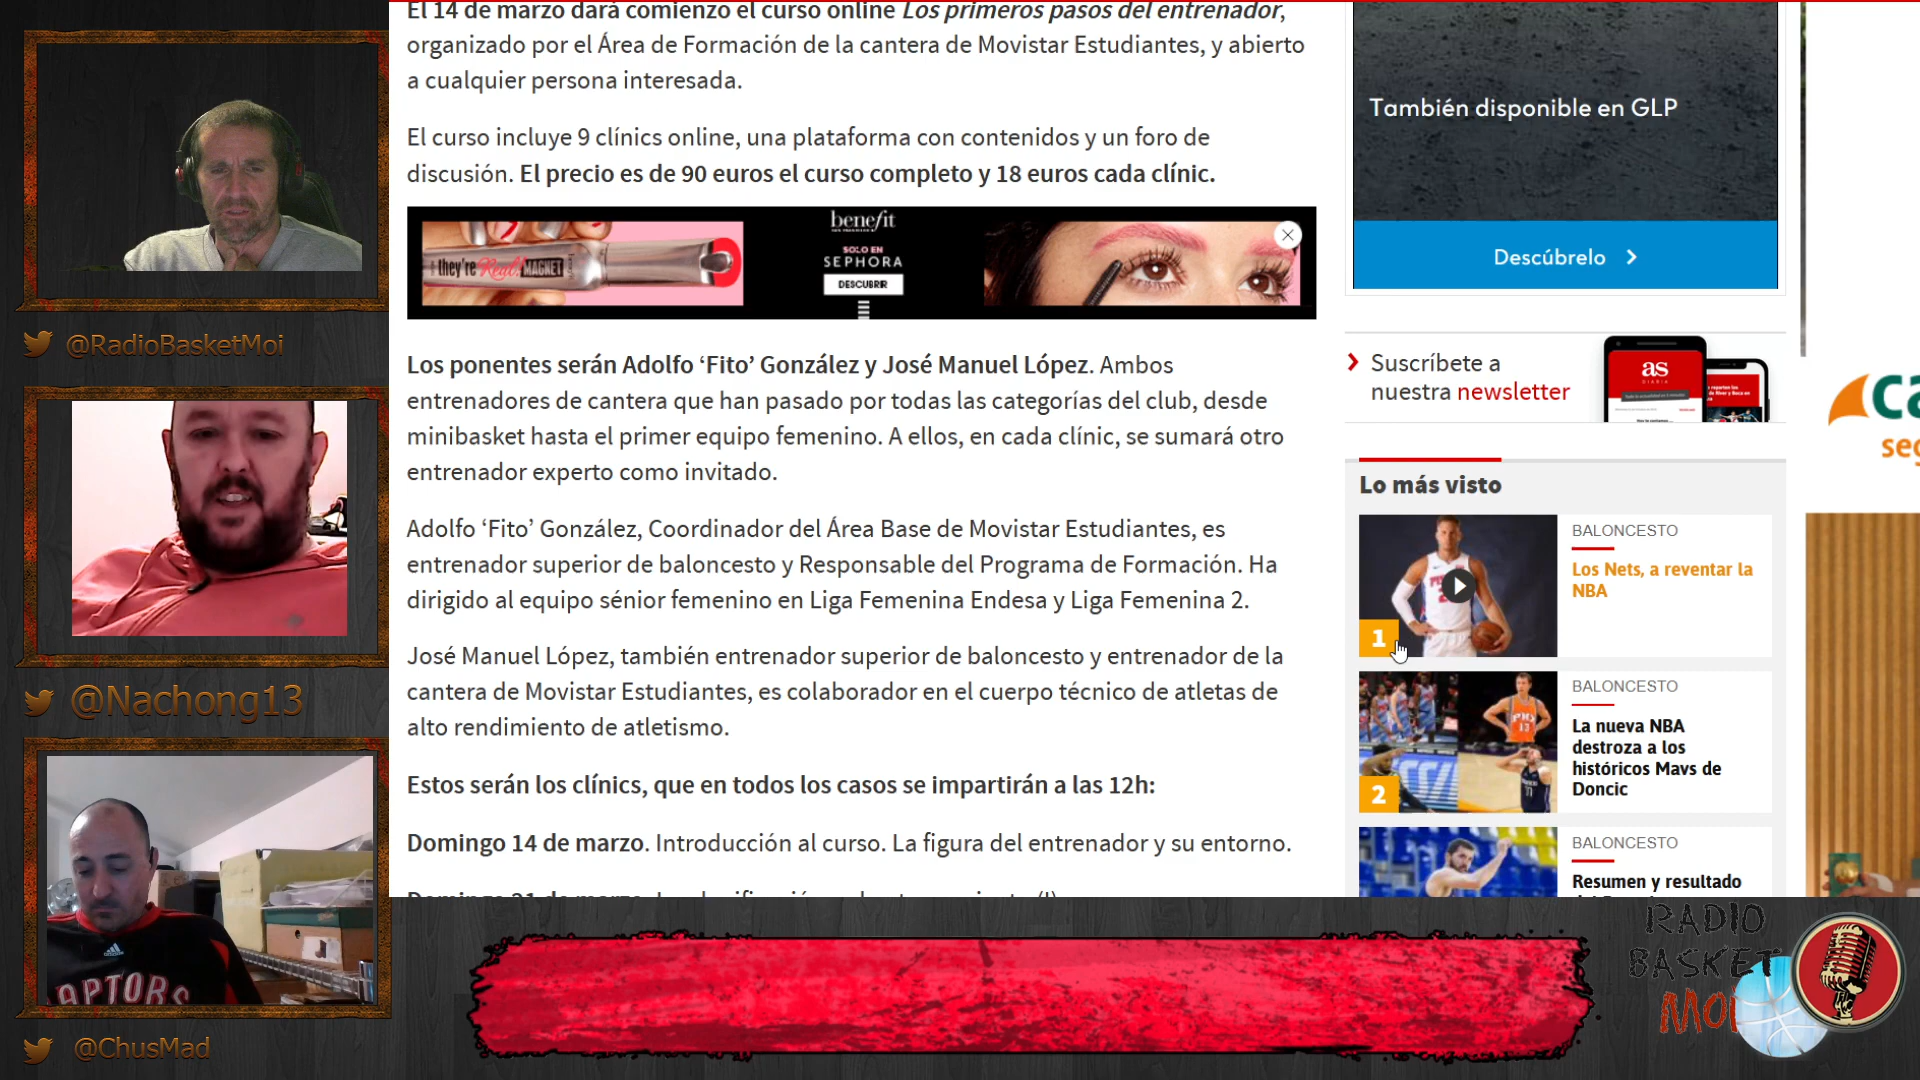 El 14 de marzo dará comienzo el curso online Los primeros pasos del entrenador,
organizado por el Área de Formación de la cantera de Movistar Estudiantes, y abierto
a cualquier persona interesada.
El curso incluye 9 clínics online, una plataforma con contenidos y un foro de
discusión. El precio es de 90 euros el curso completo y 18 euros cada clínic.
they're Real! MAGNET
benefit
SOLO EN
SEPHORA
DESCUBRIR
Los ponentes serán Adolfo ‘Fito’ González y José Manuel López. Ambos
entrenadores de cantera que han pasado por todas las categorías del club, desde
minibasket hasta el primer equipo femenino. A ellos, en cada clínic, se sumará otro
entrenador experto como invitado.
Adolfo ‘Fito’ González, Coordinador del Área Base de Movistar Estudiantes, es
entrenador superior de baloncesto y Responsable del Programa de Formación. Ha
dirigido al equipo sénior femenino en Liga Femenina Endesa y Liga Femenina 2.
José Manuel López, también entrenador superior de baloncesto y entrenador de la
cantera de Movistar Estudiantes, es colaborador en el cuerpo técnico de atletas de
alto rendimiento de atletismo.
Estos serán los clínics, que en todos los casos se impartirán a las 12h:
Domingo 14 de marzo. Introducción al curso. La figura del entrenador y su entorno.
También disponible en GLP
Descúbrelo
Suscríbete a
nuestra newsletter
as
Lo más visto
BALONCESTO
Los Nets, a reventar la
NBA
1
BALONCESTO
La nueva NBA
destroza a los
históricos Mavs de
Doncic
2
BALONCESTO
Resumen y resultado
ca
seg
@RadioBasketMoi
@Nachong13
APTORS
@ChusMad
RADIO
BASKET
MOI